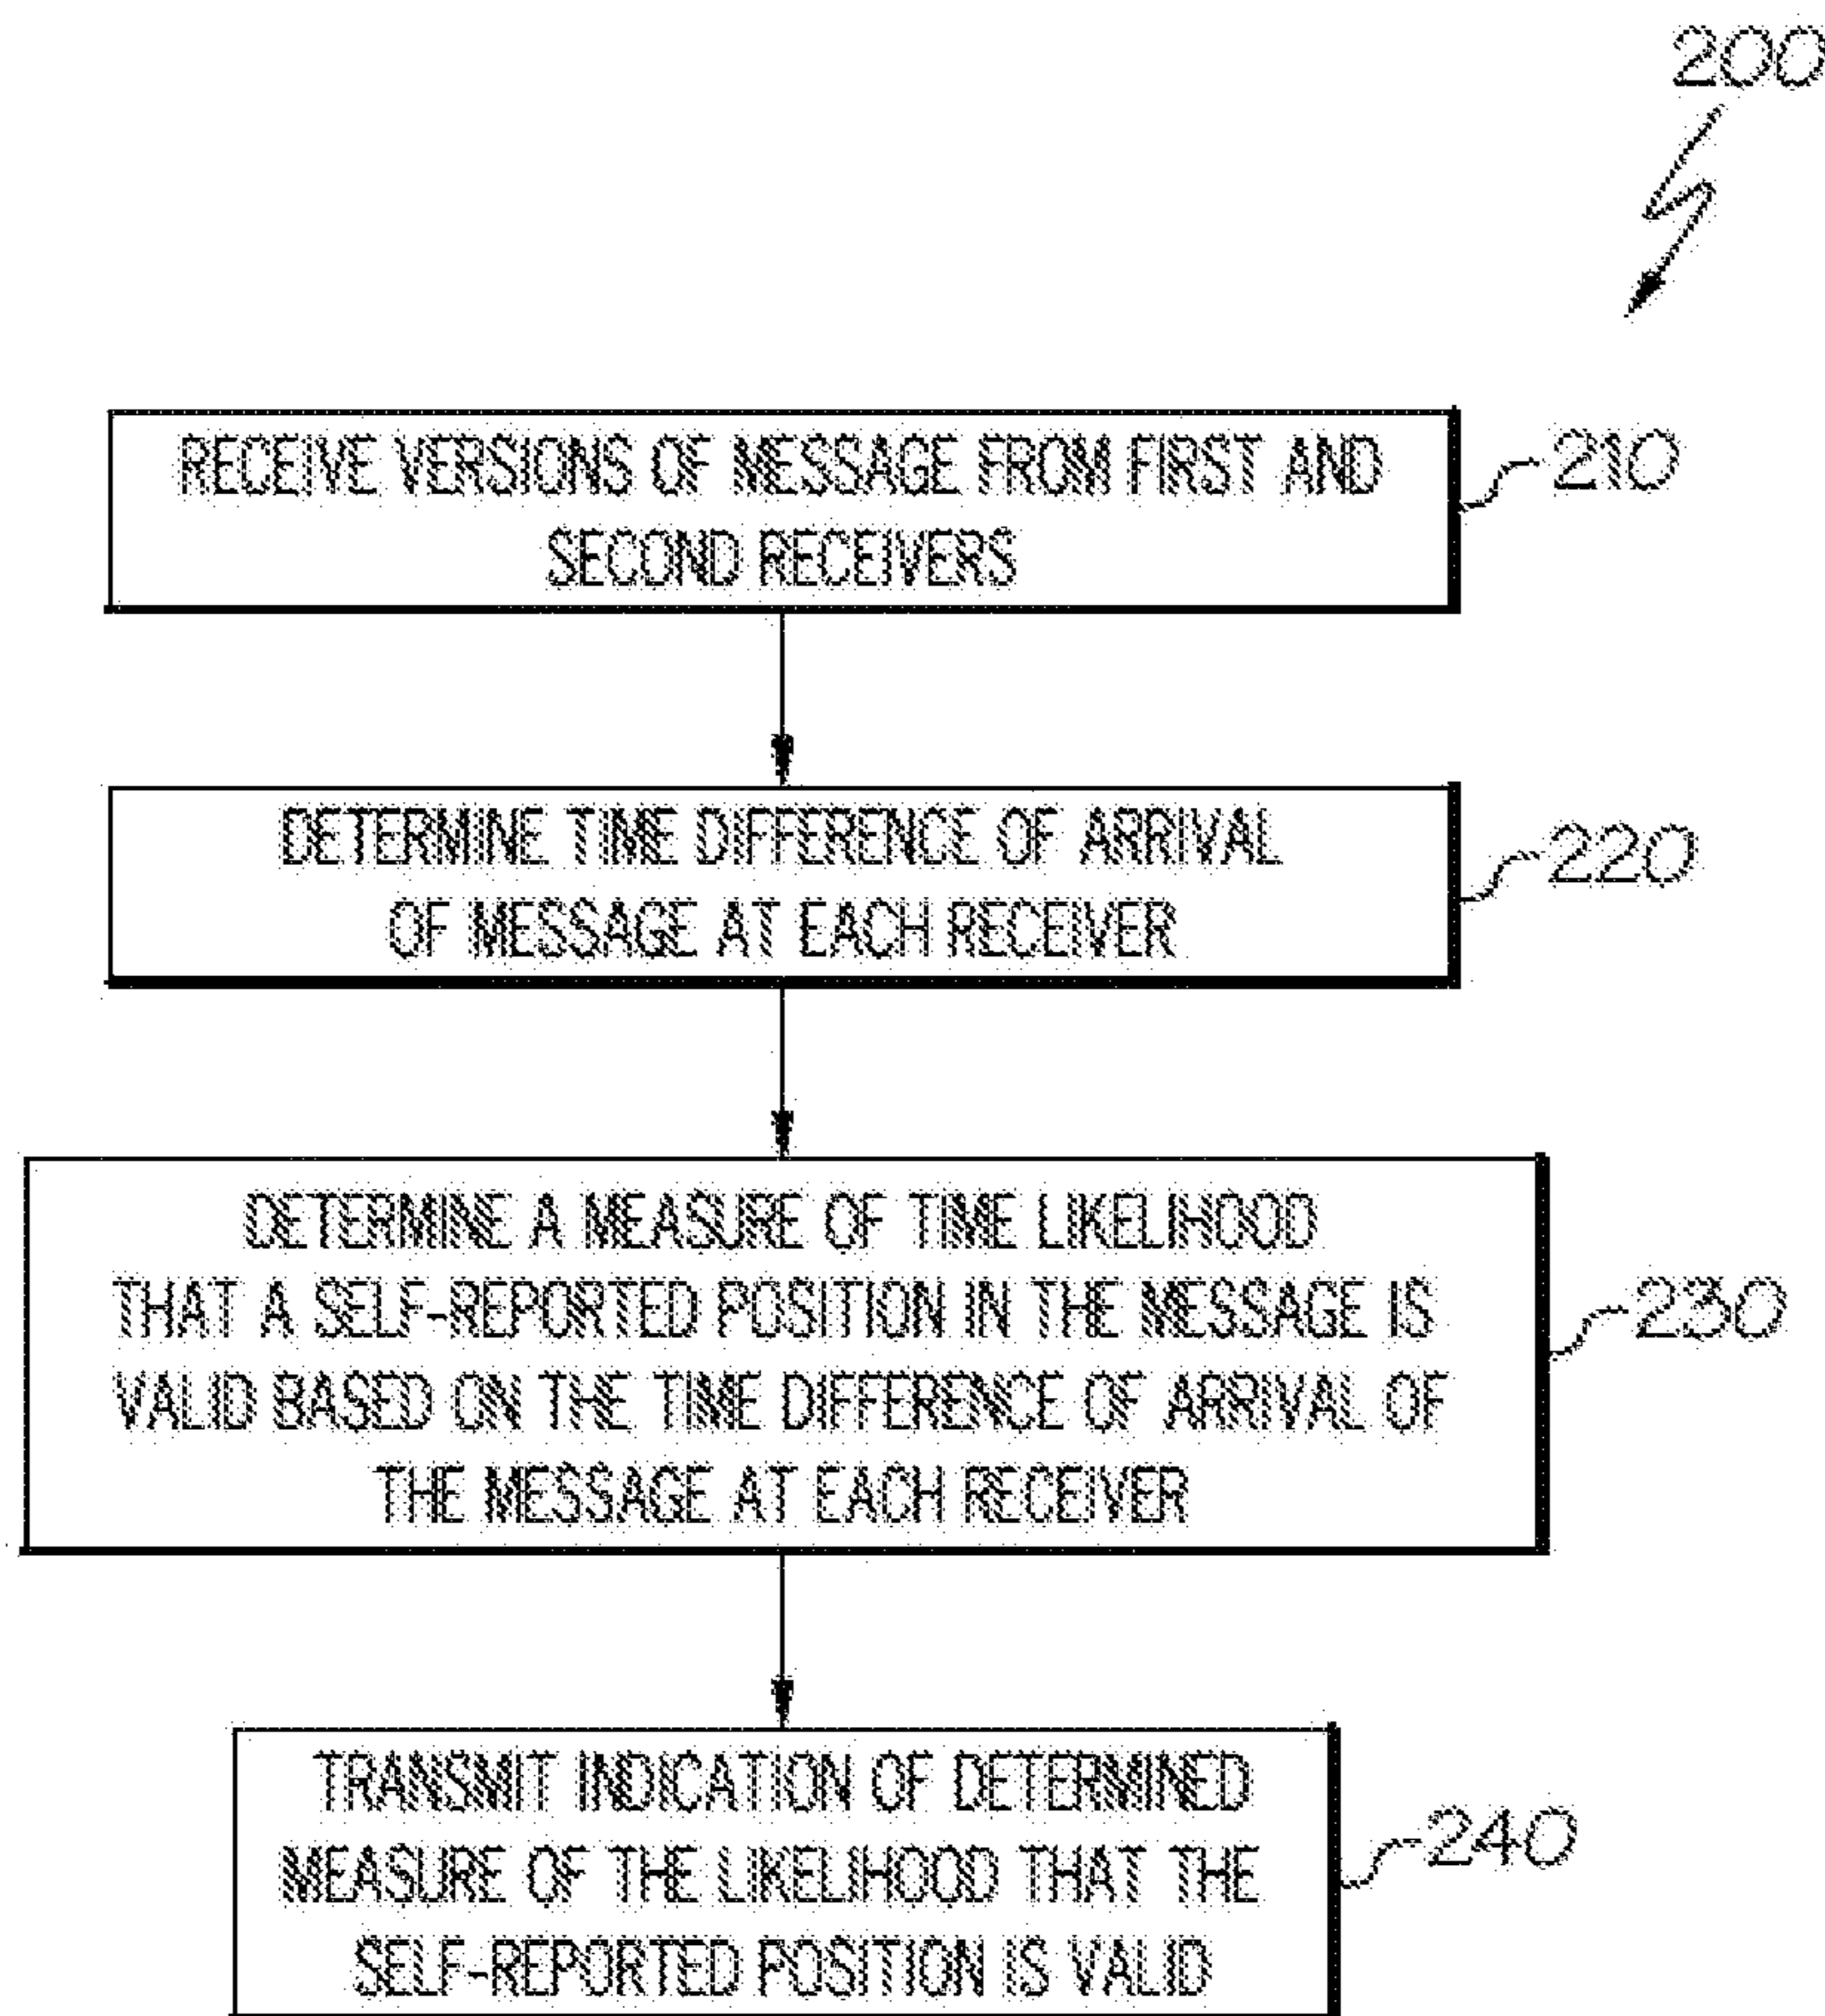 200
RECEIVE VERSIONS OF MESSAGE FROM FIRST AND
SECOND RECEIVERS
210
DETERMINE TIME DIFFERENCE OF ARRIVAL
OF MESSAGE AT EACH RECEIVER
220
DETERMINE A MEASURE OF TIME LIKELIHOOD
THAT A SELF-REPORTED POSITION IN THE MESSAGE IS
VALID BASED ON THE TIME DIFFERENCE OF ARRIVAL OF
THE MESSAGE AT EACH RECEIVER
230
TRANSMIT INDICATION OF DETERMINED
MEASURE OF THE LIKELIHOOD THAT THE
SELF-REPORTED POSITION IS VALID
240